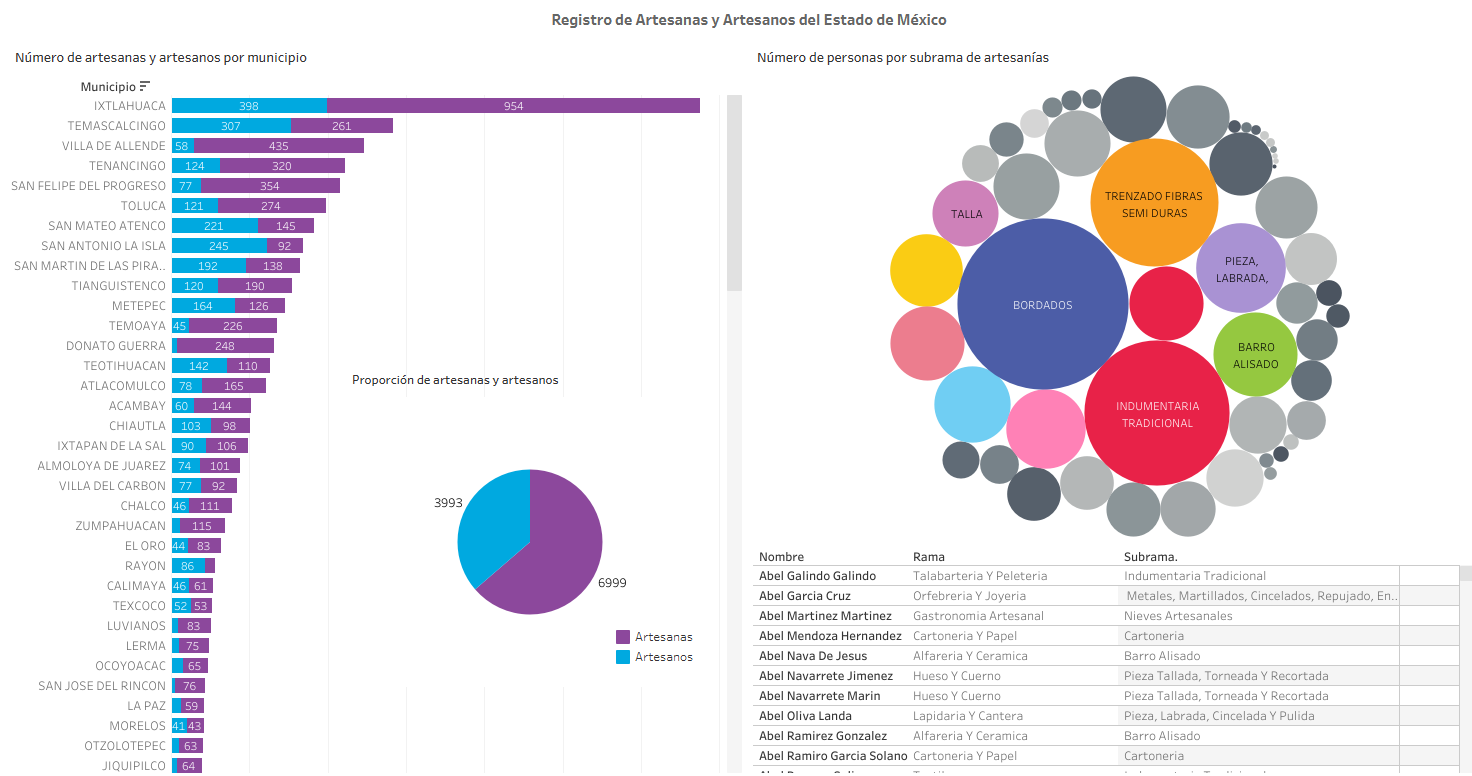 Registro de Artesanas y Artesanos del Estado de México
Número de artesanas y artesanos por municipio
Municipio
IXTLAHUACA 398 954
TEMASCALCINGO 307 261
VILLA DE ALLENDE 58 435
TENANCINGO 124 320
SAN FELIPE DEL PROGRESO 77 354
TOLUCA 121 274
SAN MATEO ATENCO 221 145
SAN ANTONIO LA ISLA 245 92
SAN MARTIN DE LAS PIRA.. 192 138
TIANGUISTENCO 120 190
METEPEC 164 126
TEMOAYA 45 226
DONATO GUERRA 248
TEOTIHUACAN 142 110
ATLACOMULCO 78 165
ACAMBAY 60 144
CHIAUTLA 103 98
IXTAPAN DE LA SAL 90 106
ALMOLOYA DE JUAREZ 74 101
VILLA DEL CARBON 77 92
CHALCO 46 111
ZUMPAHUACAN 115
EL ORO 44 83
RAYON 86
CALIMAYA 46 61
TEXCOCO 52 53
LUVIANOS 83
LERMA 75
OCOYOACAC 65
SAN JOSE DEL RINCON 76
LA PAZ 59
MORELOS 41 43
OTZOLOTEPEC 63
JIQUIPILCO 64
Proporción de artesanas y artesanos
3993
6999
Artesanas
Artesanos
Número de personas por subrama de artesanías
TRENZADO FIBRAS
SEMI DURAS
TALLA
PIEZA,
LABRADA,
BORDADOS
BARRO
ALISADO
INDUMENTARIA
TRADICIONAL
Nombre Rama Subrama.
Abel Galindo Galindo Talabarteria Y Peleteria Indumentaria Tradicional
Abel Garcia Cruz Orfebreria Y Joyeria Metales, Martillados, Cincelados, Repujado, En..
Abel Martinez Martinez Gastronomia Artesanal Nieves Artesanales
Abel Mendoza Hernandez Cartoneria Y Papel Cartoneria
Abel Nava De Jesus Alfareria Y Ceramica Barro Alisado
Abel Navarrete Jimenez Hueso Y Cuerno Pieza Tallada, Torneada Y Recortada
Abel Navarrete Marin Hueso Y Cuerno Pieza Tallada, Torneada Y Recortada
Abel Oliva Landa Lapidaria Y Cantera Pieza, Labrada, Cincelada Y Pulida
Abel Ramirez Gonzalez Alfareria Y Ceramica Barro Alisado
Abel Ramiro Garcia Solano Cartoneria Y Papel Cartoneria